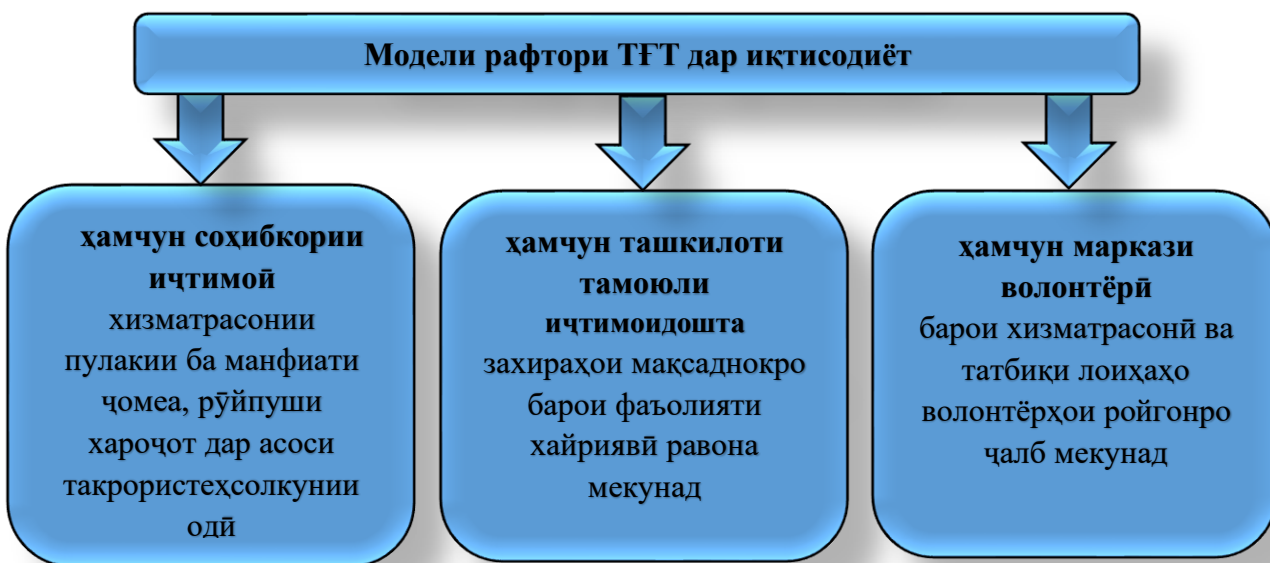 Модели рафтори ТҒТ дар иқтисодиёт
ҳамчун соҳибкории
иҷтимоӣ
хизматрасонии
пулакии ба манфиати
ҷомеа, рӯйпуши
хароҷот дар асоси
такрористеҳсолкунии
одӣ
ҳамчун ташкилоти
тамоюли
иҷтимоидошта
захираҳои мақсаднокро
барои фаъолияти
хайриявӣ равона
мекунад
ҳамчун маркази
волонтёрӣ
барои хизматрасонӣ ва
татбиқи лоиҳаҳо
волонтёрҳои ройгонро
ҷалб мекунад